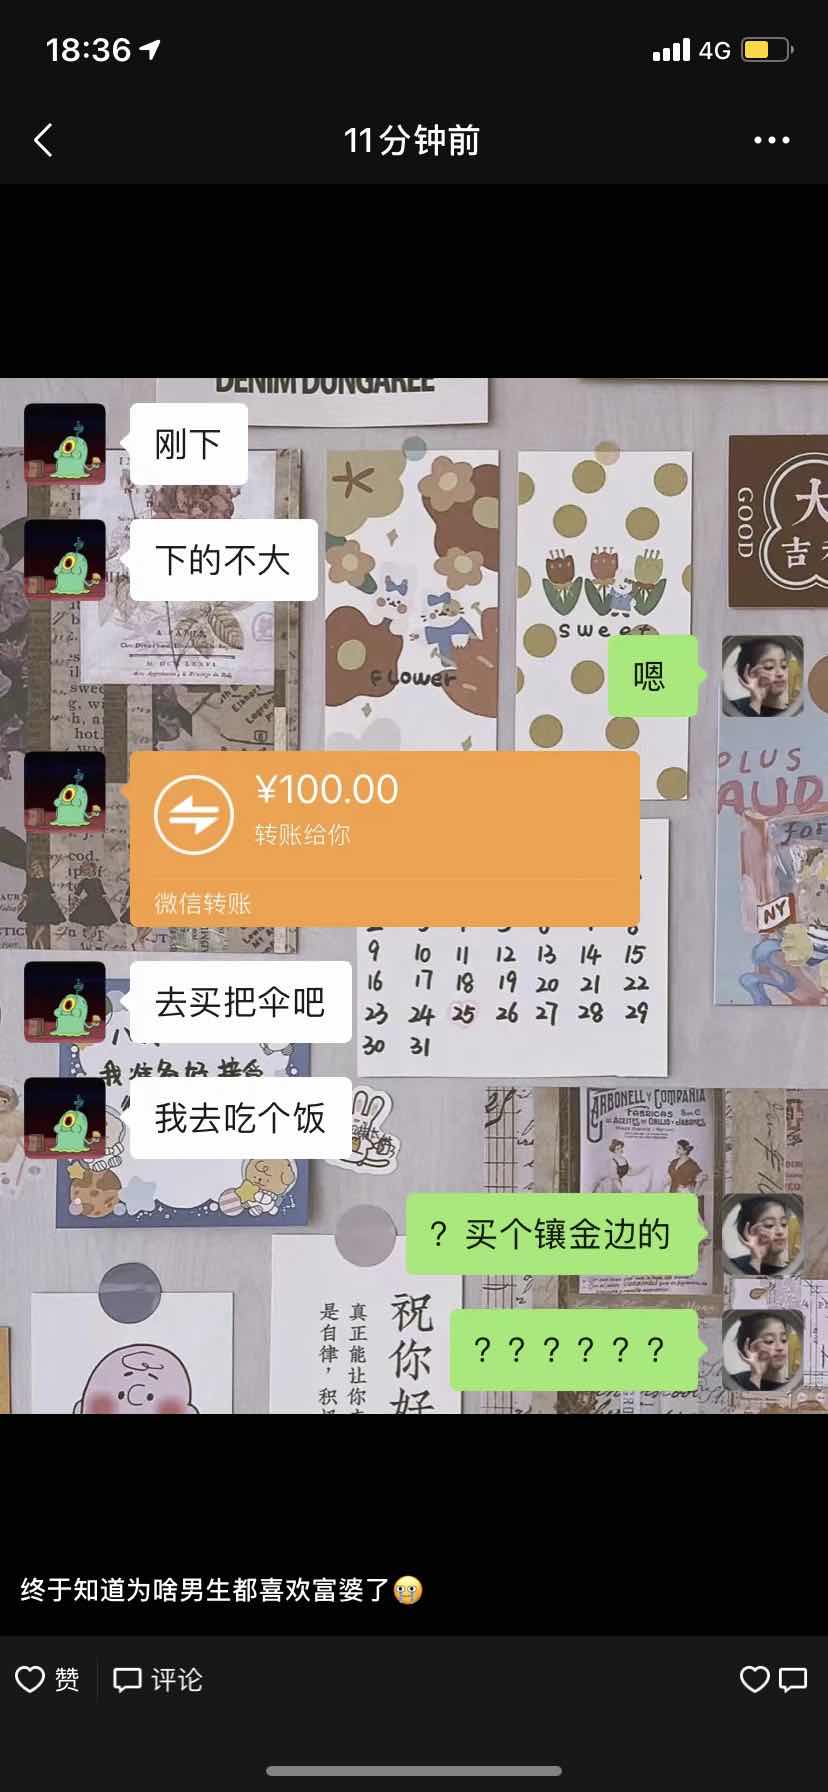 18:36
4G
11分钟前
DENIM DUNGAREE
刚下
下的不大
GOOD
大
吉
flower
sweet
嗯
PLUS
¥100.00
转账给你
微信转账
for
NY
9 10 11 12 13 14 15
16 17 18 19 20 21 22
23 24 25 26 27 28 29
30 31
去买把伞吧
我准备好接受
我去吃个饭
CARBONELL Y COMPANIA
FABRICAS
？买个镶金边的
？？？？？？
祝你好
真正能让你
是自律，积
终于知道为啥男生都喜欢富婆了
赞
评论